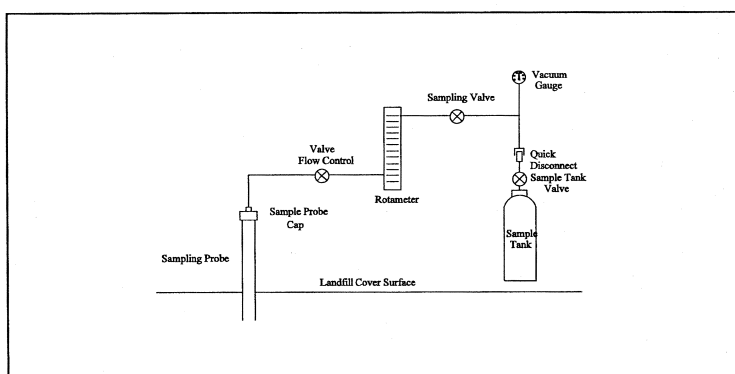 Vacuum
Gauge
Sampling Valve
Valve
Flow Control
Quick
Disconnect
Sample Tank
Valve
Rotameter
Sample Probe
Cap
Sample
Tank
Sampling Probe
Landfill Cover Surface